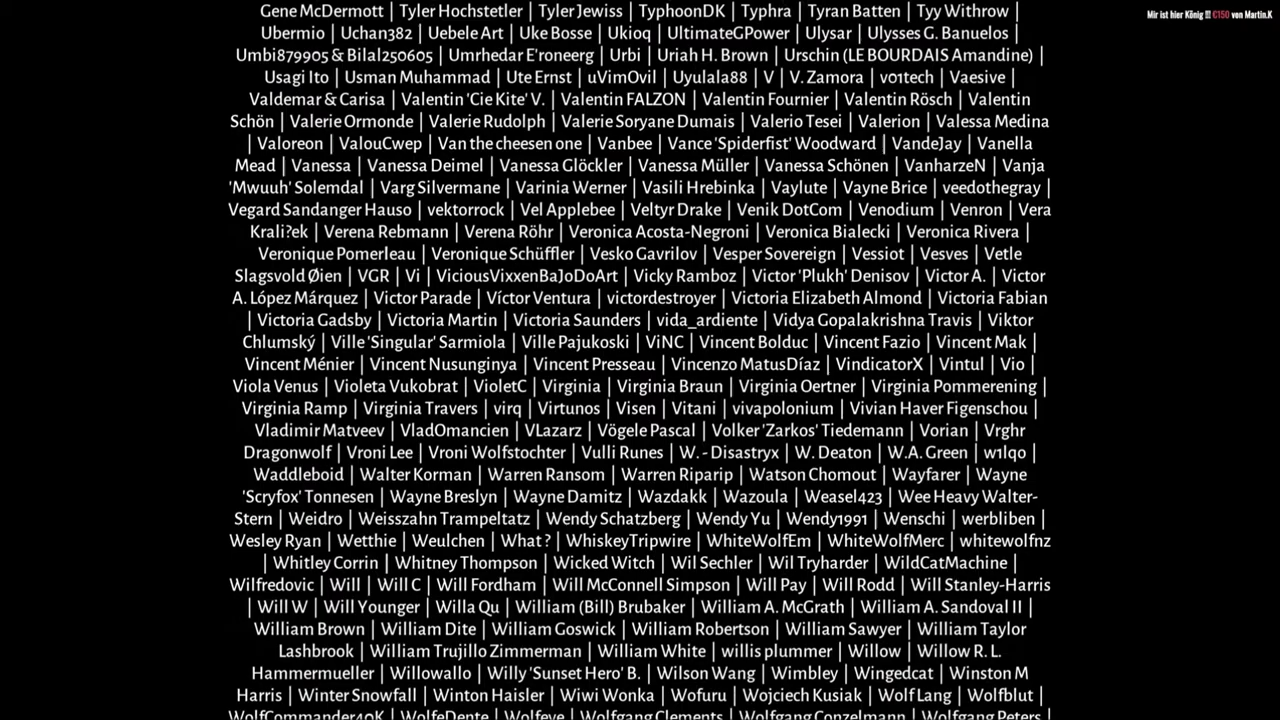 Gene McDermott | Tyler Hochstetler | Tyler Jewiss | TyphoonDK | Typhra | Tyran Batten | Tyy Withrow |
Mir ist hier König !!! €150 von Martin.K
Ubermio | Uchan382 | Uebele Art | Uke Bosse | Ukioq | UltimateGPower | Ulysar | Ulysses G. Banuelos |
Umbi879905 & Bilal250605 | Umrhedar E'roneerg | Urbi | Uriah H. Brown | Urschin (LE BOURDAIS Amandine) |
Usagi Ito | Usman Muhammad | Ute Ernst | uVimOvil | Uyulala88 | V | V. Zamora | v01tech | Vaesive |
Valdemar & Carisa | Valentin 'Cie Kite' V. | Valentin FALZON | Valentin Fournier | Valentin Rösch | Valentin
Schön | Valerie Ormonde | Valerie Rudolph | Valerie Soryane Dumais | Valerio Tesei | Valerion | Valessa Medina
| Valoreon | ValouCwep | Van the cheesen one | Vanbee | Vance 'Spiderfist' Woodward | VandeJay | Vanella
Mead | Vanessa | Vanessa Deimel | Vanessa Glöckler | Vanessa Müller | Vanessa Schönen | VanharzeN | Vanja
'Mwuuh' Solemdal | Varg Silvermane | Varinia Werner | Vasili Hrebinka | Vaylute | Vayne Brice | veedothegray |
Vegard Sandanger Hauso | vektorrock | Vel Applebee | Veltyr Drake | Venik DotCom | Venodium | Venron | Vera
Krali?ek | Verena Rebmann | Verena Röhr | Veronica Acosta-Negroni | Veronica Bialecki | Veronica Rivera |
Veronique Pomerleau | Veronique Schüffler | Vesko Gavrilov | Vesper Sovereign | Vessiot | Vesves | Vetle
Slagsvold Øien | VGR | Vi | ViciousVixxenBaJoDoArt | Vicky Ramboz | Victor 'Plukh' Denisov | Victor A. | Victor
A. López Márquez | Victor Parade | Víctor Ventura | victordestroyer | Victoria Elizabeth Almond | Victoria Fabian
| Victoria Gadsby | Victoria Martin | Victoria Saunders | vida_ardiente | Vidya Gopalakrishna Travis | Viktor
Chlumský | Ville 'Singular' Sarmiola | Ville Pajukoski | ViNC | Vincent Bolduc | Vincent Fazio | Vincent Mak |
Vincent Ménier | Vincent Nusunginya | Vincent Presseau | Vincenzo MatusDíaz | VindicatorX | Vintul | Vio |
Viola Venus | Violeta Vukobrat | VioletC | Virginia | Virginia Braun | Virginia Oertner | Virginia Pommerening |
Virginia Ramp | Virginia Travers | virq | Virtunos | Visen | Vitani | vivapolonium | Vivian Haver Figenschou |
Vladimir Matveev | VladOmancien | VLazarz | Vögele Pascal | Volker 'Zarkos' Tiedemann | Vorian | Vrghr
Dragonwolf | Vroni Lee | Vroni Wolfstochter | Vulli Runes | W. - Disastryx | W. Deaton | W.A. Green | w1lqo |
Waddleboid | Walter Korman | Warren Ransom | Warren Riparip | Watson Chomout | Wayfarer | Wayne
'Scryfox' Tonnesen | Wayne Breslyn | Wayne Damitz | Wazdakk | Wazoula | Weasel423 | Wee Heavy Walter-
Stern | Weidro | Weisszahn Trampeltatz | Wendy Schatzberg | Wendy Yu | Wendy1991 | Wenschi | werbliben |
Wesley Ryan | Wetthie | Weulchen | What ? | WhiskeyTripwire | WhiteWolfEm | WhiteWolfMerc | whitewolfnz
| Whitley Corrin | Whitney Thompson | Wicked Witch | Wil Sechler | Wil Tryharder | WildCatMachine |
Wilfredovic | Will | Will C | Will Fordham | Will McConnell Simpson | Will Pay | Will Rodd | Will Stanley-Harris
| Will W | Will Younger | Willa Qu | William (Bill) Brubaker | William A. McGrath | William A. Sandoval II |
William Brown | William Dite | William Goswick | William Robertson | William Sawyer | William Taylor
Lashbrook | William Trujillo Zimmerman | William White | willis plummer | Willow | Willow R. L.
Hammermueller | Willowallo | Willy 'Sunset Hero' B. | Wilson Wang | Wimbley | Wingedcat | Winston M
Harris | Winter Snowfall | Winton Haisler | Wiwi Wonka | Wofuru | Wojciech Kusiak | Wolf Lang | Wolfblut |
WolfCommander40K | WolfeDente | Wolfeye | Wolfgang Clements | Wolfgang Conzelmann | Wolfgang Peters |